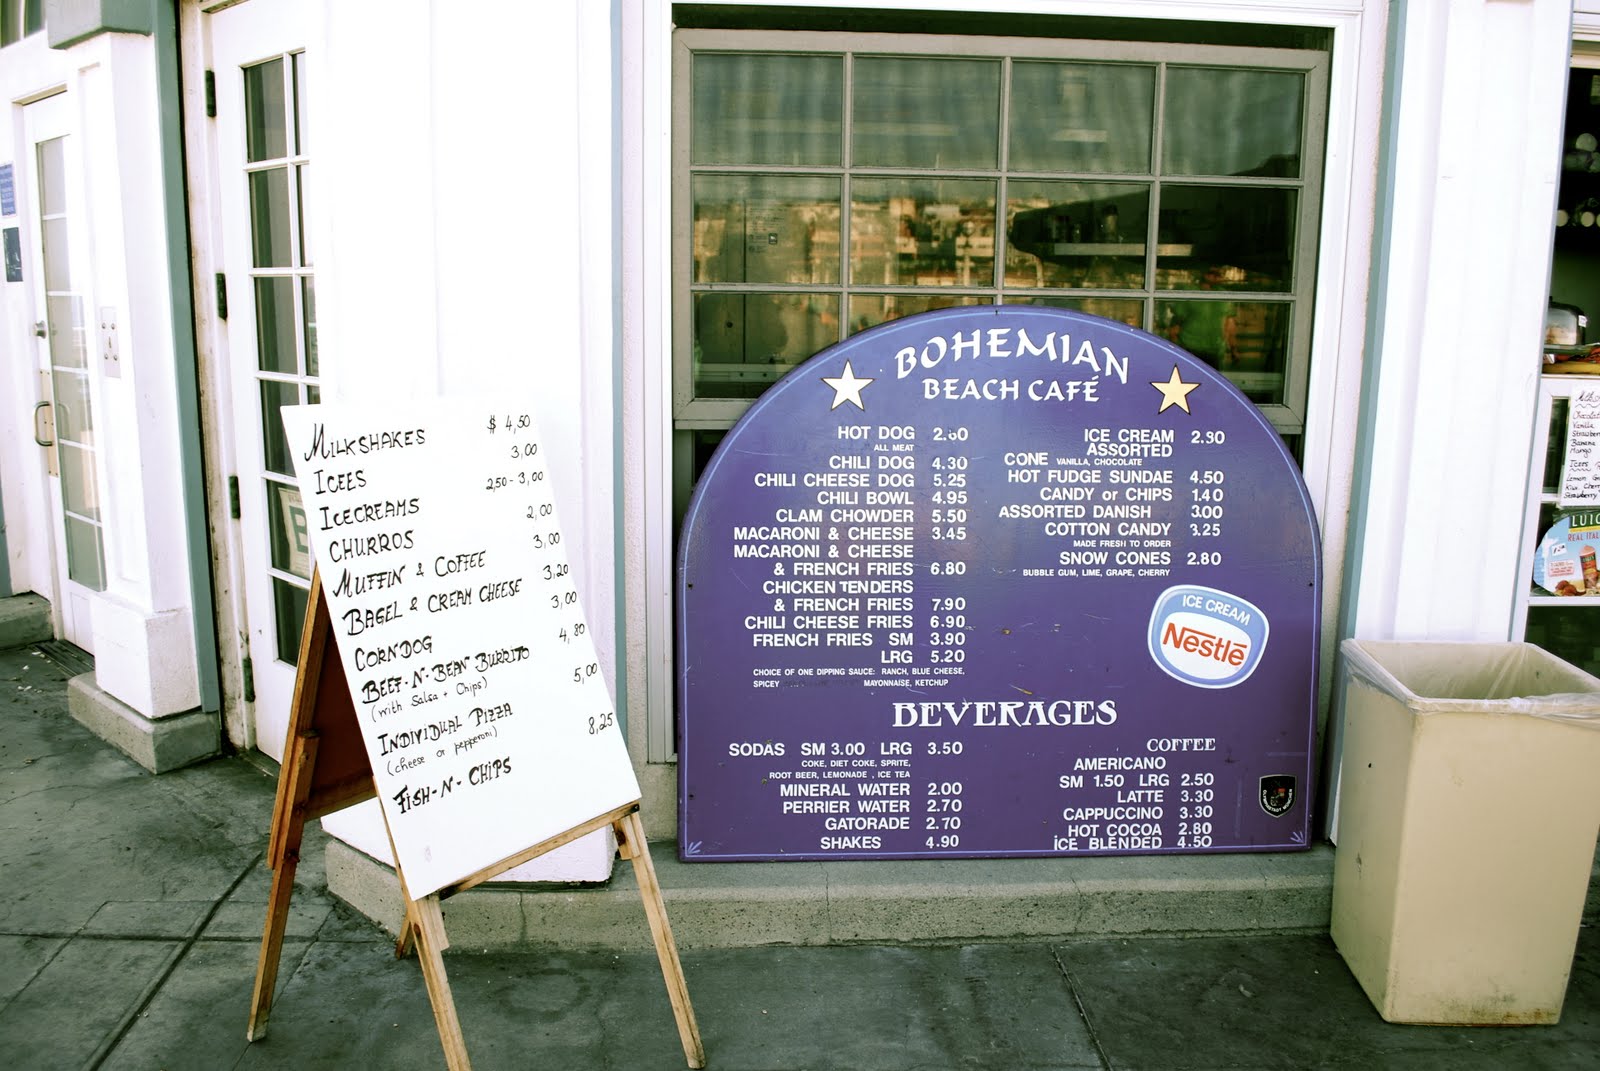 MILKSHAKES $ 4,50
ICEES 3,00
ICECREAMS 2,50-3,00
CHURROS 2,00
MUFFIN & COFFEE 3,00
BAGEL & CREAM CHEESE 3,20
CORNDOG 3,00
BEEF-N-BEAN BURRITO 4,80
(with Salsa + Chips)
INDIVIDUAL PIZZA 5,00
(cheese or pepperoni)
FISH-N-CHIPS 8,25
BOHEMIAN
BEACH CAFÉ
HOT DOG
ALL MEAT
CHILI DOG 4.30
CHILI CHEESE DOG 5.25
CHILI BOWL 4.95
CLAM CHOWDER 5.50
MACARONI & CHEESE 3.45
MACARONI & CHEESE
& FRENCH FRIES 6.80
CHICKEN TENDERS
& FRENCH FRIES 7.90
CHILI CHEESE FRIES 6.90
FRENCH FRIES SM 3.90
LRG 5.20
CHOICE OF ONE DIPPING SAUCE: RANCH, BLUE CHEESE,
SPICEY MAYONNAISE, KETCHUP
ICE CREAM 2.90
ASSORTED
CONE VANILLA, CHOCOLATE
HOT FUDGE SUNDAE 4.50
CANDY or CHIPS 1.40
ASSORTED DANISH 3.00
COTTON CANDY 3.25
MADE FRESH TO ORDER
SNOW CONES 2.80
BUBBLE GUM, LIME, GRAPE, CHERRY
ICE CREAM
Nestlé
BEVERAGES
SODAS SM 3.00 LRG 3.50
COKE, DIET COKE, SPRITE,
ROOT BEER, LEMONADE, ICE TEA
MINERAL WATER 2.00
PERRIER WATER 2.70
GATORADE 2.70
SHAKES 4.90
COFFEE
AMERICANO
SM 1.50 LRG 2.50
LATTE 3.30
CAPPUCCINO 3.30
HOT COCOA 2.80
iCE BLENDED 4.50
Vanilla
Banana
Mango
Icees
LUIG
REAL ITAL